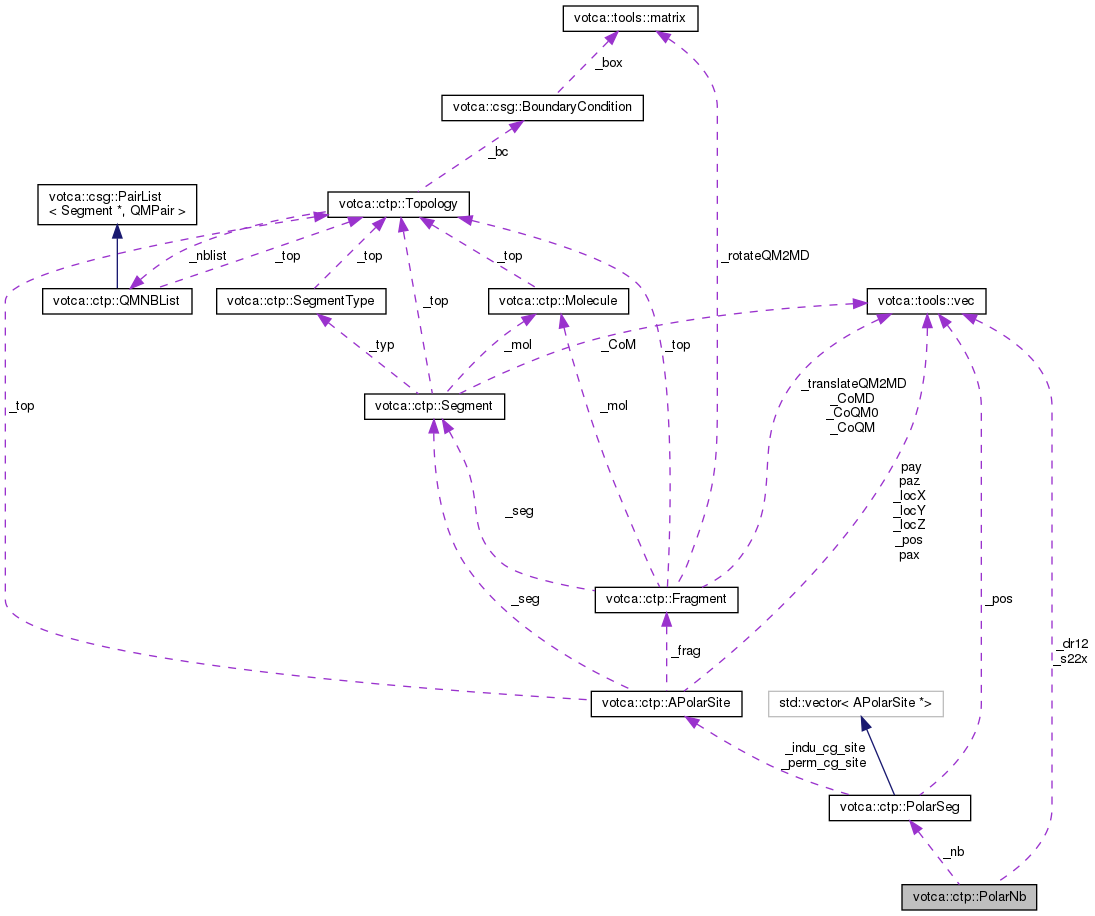 votca::tools::matrix
_box
votca::csg::BoundaryCondition
_bc
votca::csg::PairList
< Segment *, QMPair >
votca::ctp::Topology
_nblist
_top
_top
_top
_rotateQM2MD
votca::ctp::QMNBList
votca::ctp::SegmentType
votca::ctp::Molecule
votca::tools::vec
_top
_typ
_mol
_CoM
_top
_translateQM2MD
_CoMD
_CoQM0
_CoQM
_top
votca::ctp::Segment
_mol
pay
paz
_locX
_locY
_locZ
_pos
pax
_seg
_seg
votca::ctp::Fragment
_pos
_frag
_dr12
_s22x
votca::ctp::APolarSite
std::vector< APolarSite *>
_indu_cg_site
_perm_cg_site
votca::ctp::PolarSeg
_nb
votca::ctp::PolarNb